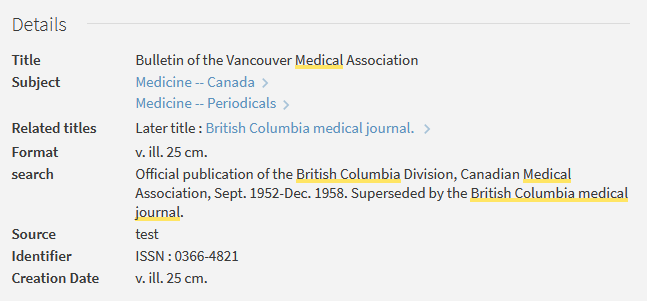 Details
Title Bulletin of the Vancouver Medical Association
Subject Medicine -- Canada
Medicine -- Periodicals
Related titles Later title : British Columbia medical journal.
Format v. ill. 25 cm.
search Official publication of the British Columbia Division, Canadian Medical
Association, Sept. 1952-Dec. 1958. Superseded by the British Columbia medical
journal.
Source test
Identifier ISSN : 0366-4821
Creation Date v. ill. 25 cm.